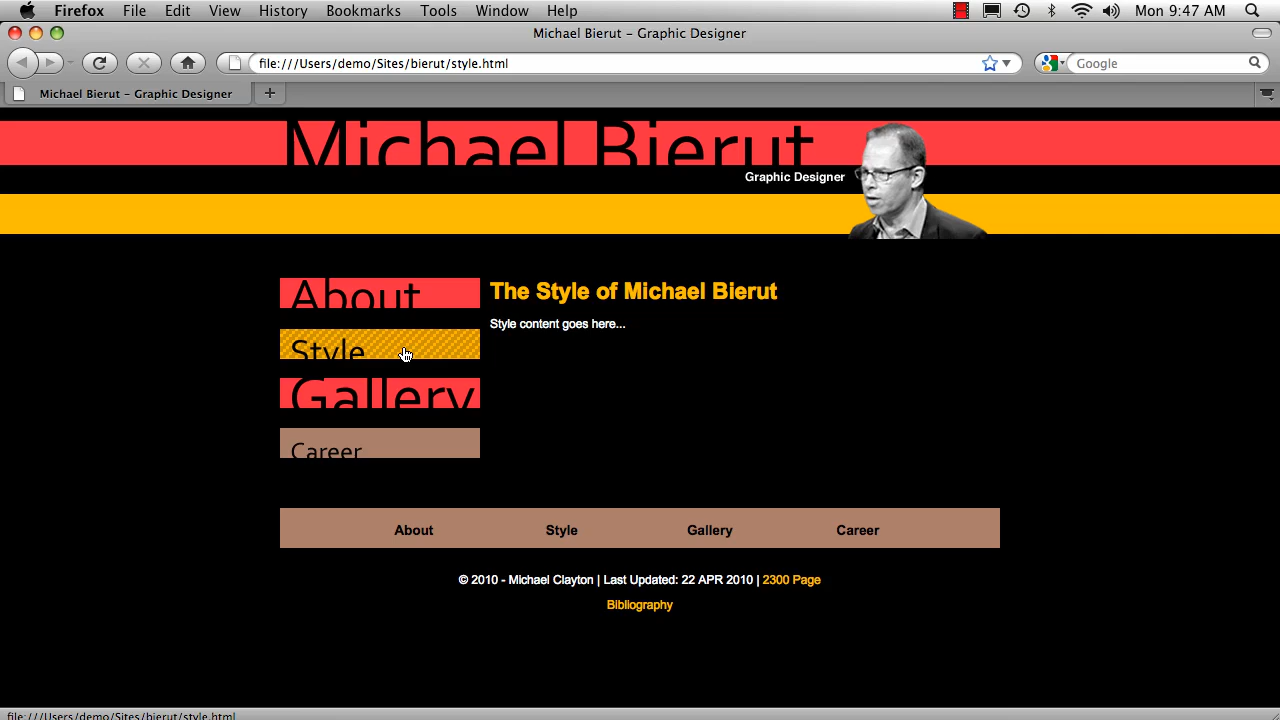 Firefox File Edit View History Bookmarks Tools Window Help Mon 9:47 AM
Michael Bierut – Graphic Designer
file:///Users/demo/Sites/bierut/style.html Google
Michael Bierut – Graphic Designer
Michael Bierut
Graphic Designer
About
The Style of Michael Bierut
Style content goes here...
Style
Gallery
Career
About Style Gallery Career
© 2010 - Michael Clayton | Last Updated: 22 APR 2010 | 2300 Page
Bibliography
file:///Users/demo/Sites/bierut/style.html